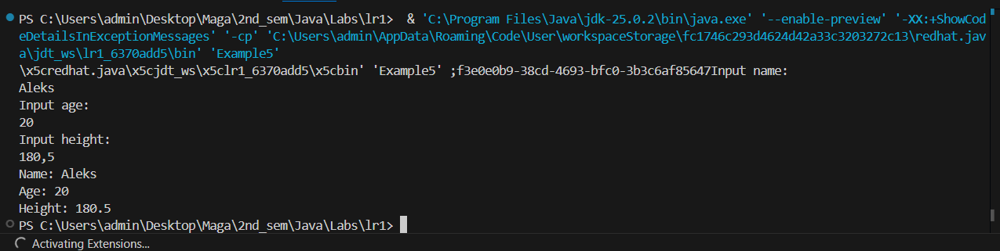 PS C:\Users\admin\Desktop\Maga\2nd_sem\Java\Labs\lr1>  & 'C:\Program Files\Java\jdk-25.0.2\bin\java.exe' '--enable-preview' '-XX:+ShowCod
eDetailsInExceptionMessages' '-cp' 'C:\Users\admin\AppData\Roaming\Code\User\workspaceStorage\fc1746c293d4624d42a33c3203272c13\redhat.jav
a\jdt_ws\lr1_6370add5\bin' 'Example5'
\x5credhat.java\x5cjdt_ws\x5clr1_6370add5\x5cbin' 'Example5' ;f3e0e0b9-38cd-4693-bfc0-3b3c6af85647Input name:
Aleks
Input age:
20
Input height:
180,5
Name: Aleks
Age: 20
Height: 180.5
PS C:\Users\admin\Desktop\Maga\2nd_sem\Java\Labs\lr1>
Activating Extensions...